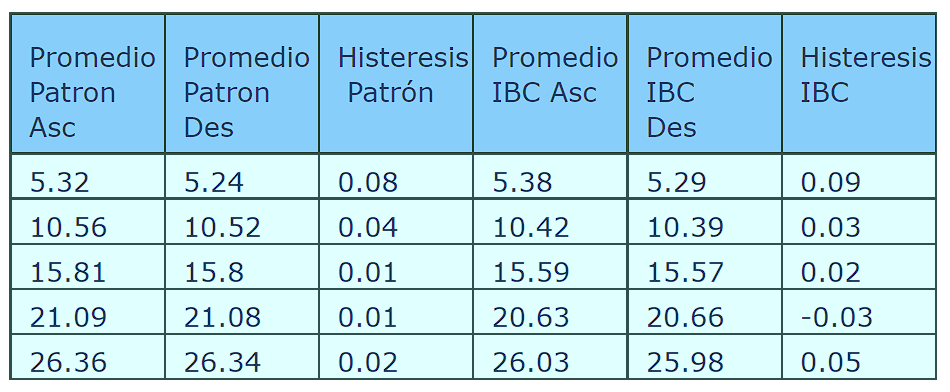 Promedio Patron Asc Promedio Patron Des Histeresis Patrón Promedio IBC Asc Promedio IBC Des Histeresis IBC
5.32 5.24 0.08 5.38 5.29 0.09
10.56 10.52 0.04 10.42 10.39 0.03
15.81 15.8 0.01 15.59 15.57 0.02
21.09 21.08 0.01 20.63 20.66 -0.03
26.36 26.34 0.02 26.03 25.98 0.05